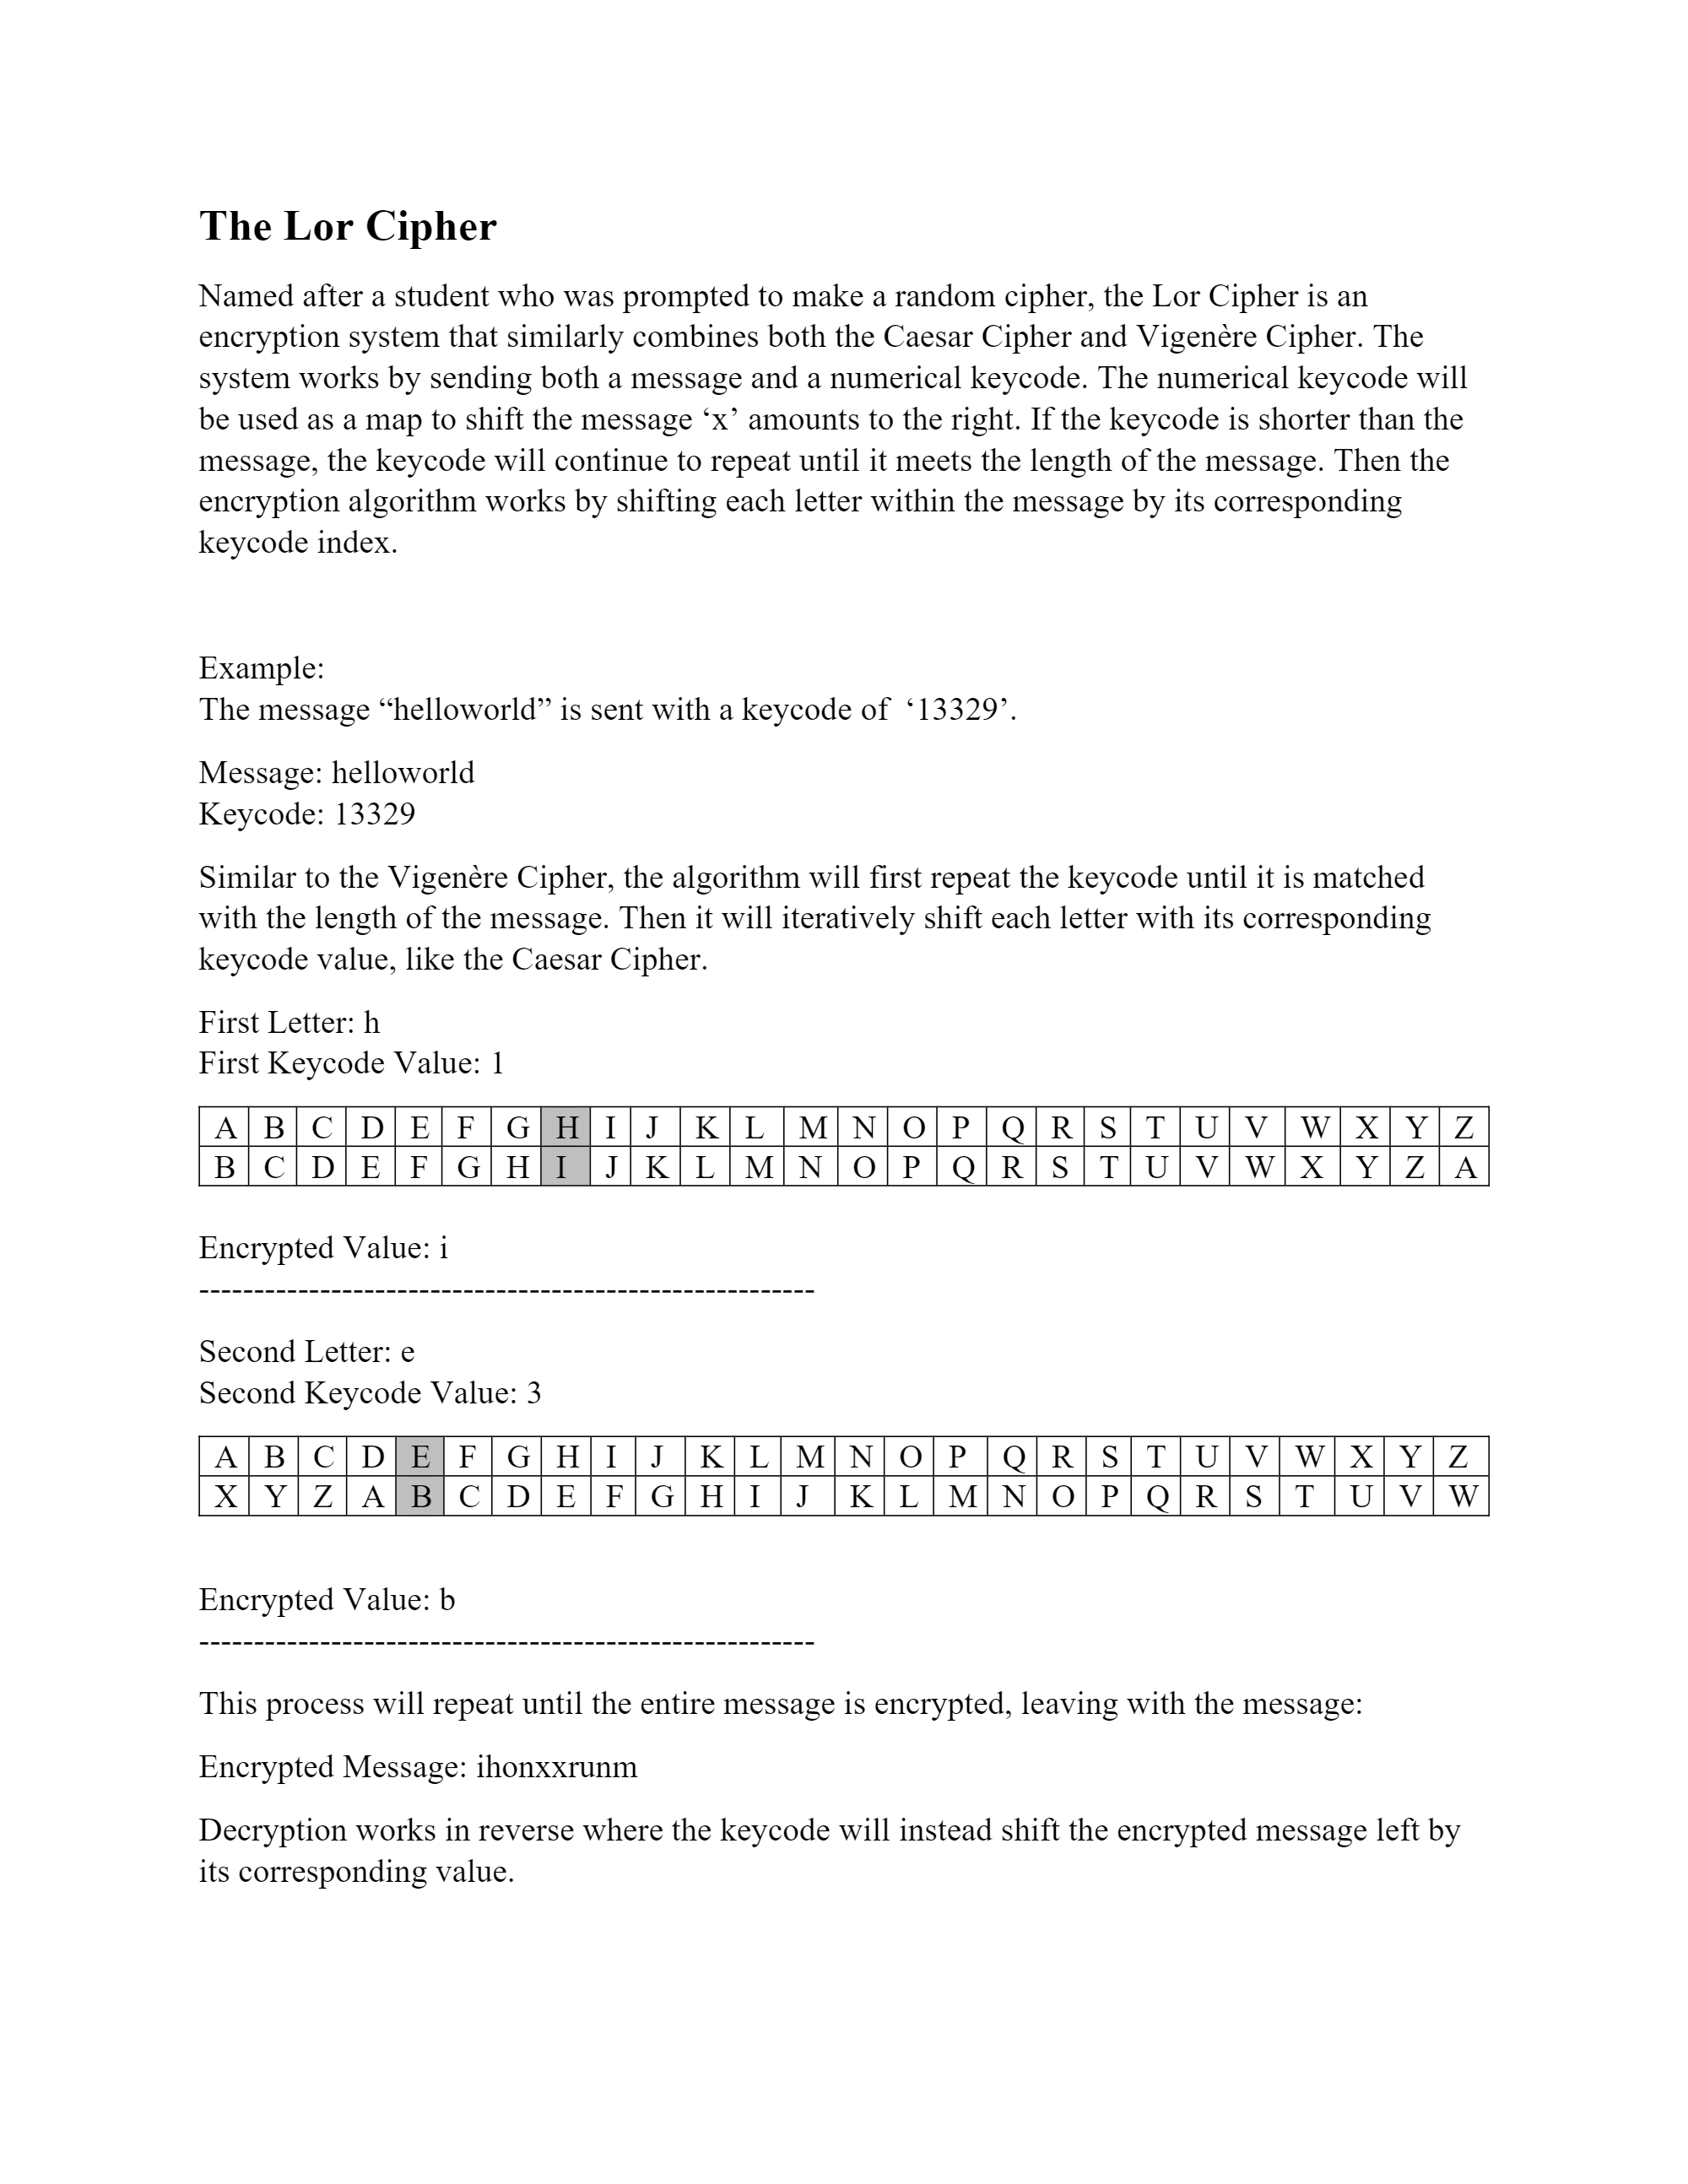 The Lor Cipher
Named after a student who was prompted to make a random cipher, the Lor Cipher is an
encryption system that similarly combines both the Caesar Cipher and Vigenère Cipher. The
system works by sending both a message and a numerical keycode. The numerical keycode will
be used as a map to shift the message ‘x’ amounts to the right. If the keycode is shorter than the
message, the keycode will continue to repeat until it meets the length of the message. Then the
encryption algorithm works by shifting each letter within the message by its corresponding
keycode index.
Example:
The message “helloworld” is sent with a keycode of  ‘13329’.
Message: helloworld
Keycode: 13329
Similar to the Vigenère Cipher, the algorithm will first repeat the keycode until it is matched
with the length of the message. Then it will iteratively shift each letter with its corresponding
keycode value, like the Caesar Cipher.
First Letter: h
First Keycode Value: 1
A B C D E F G H I J K L M N O P Q R S T U V W X Y Z
B C D E F G H I J K L M N O P Q R S T U V W X Y Z A
Encrypted Value: i
--------------------------------------------------------
Second Letter: e
Second Keycode Value: 3
A B C D E F G H I J K L M N O P Q R S T U V W X Y Z
X Y Z A B C D E F G H I J K L M N O P Q R S T U V W
Encrypted Value: b
--------------------------------------------------------
This process will repeat until the entire message is encrypted, leaving with the message:
Encrypted Message: ihonxxrunm
Decryption works in reverse where the keycode will instead shift the encrypted message left by
its corresponding value.